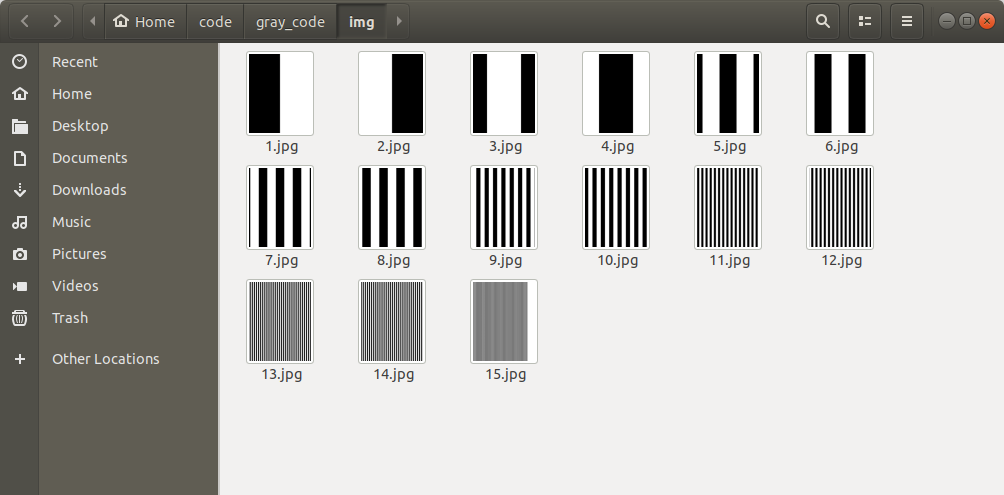 Home code gray_code img
Recent
Home
Desktop
Documents
Downloads
Music
Pictures
Videos
Trash
Other Locations
1.jpg 2.jpg 3.jpg 4.jpg 5.jpg 6.jpg
7.jpg 8.jpg 9.jpg 10.jpg 11.jpg 12.jpg
13.jpg 14.jpg 15.jpg